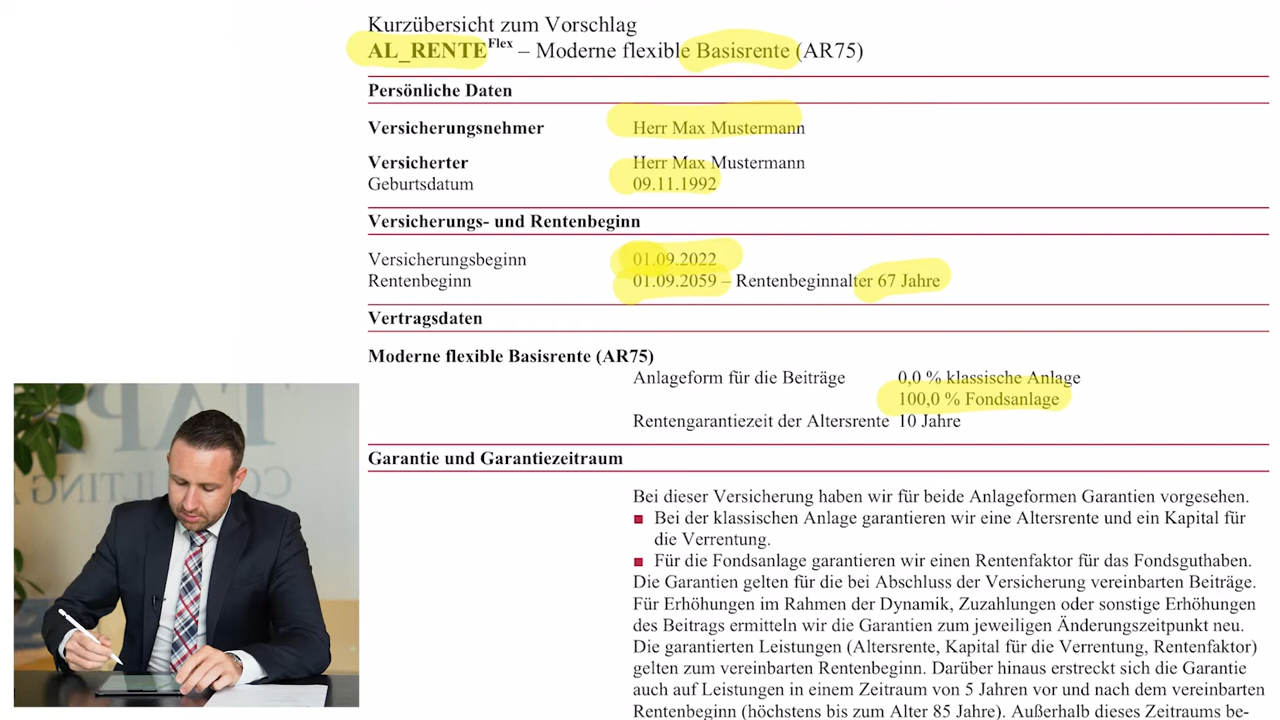 Kurzübersicht zum Vorschlag
AL_RENTE^Flex – Moderne flexible Basisrente (AR75)
Persönliche Daten
Versicherungsnehmer Herr Max Mustermann
Versicherter Herr Max Mustermann
Geburtsdatum 09.11.1992
Versicherungs- und Rentenbeginn
Versicherungsbeginn 01.09.2022
Rentenbeginn 01.09.2059 – Rentenbeginnalter 67 Jahre
Vertragsdaten
Moderne flexible Basisrente (AR75)
Anlageform für die Beiträge 0,0 % klassische Anlage
100,0 % Fondsanlage
Rentengarantiezeit der Altersrente 10 Jahre
Garantie und Garantiezeitraum
Bei dieser Versicherung haben wir für beide Anlageformen Garantien vorgesehen.
■ Bei der klassischen Anlage garantieren wir eine Altersrente und ein Kapital für
die Verrentung.
■ Für die Fondsanlage garantieren wir einen Rentenfaktor für das Fondsguthaben.
Die Garantien gelten für die bei Abschluss der Versicherung vereinbarten Beiträge.
Für Erhöhungen im Rahmen der Dynamik, Zuzahlungen oder sonstige Erhöhungen
des Beitrags ermitteln wir die Garantien zum jeweiligen Änderungszeitpunkt neu.
Die garantierten Leistungen (Altersrente, Kapital für die Verrentung, Rentenfaktor)
gelten zum vereinbarten Rentenbeginn. Darüber hinaus erstreckt sich die Garantie
auch auf Leistungen in einem Zeitraum von 5 Jahren vor und nach dem vereinbarten
Rentenbeginn (höchstens bis zum Alter 85 Jahre). Außerhalb dieses Zeitraums be-